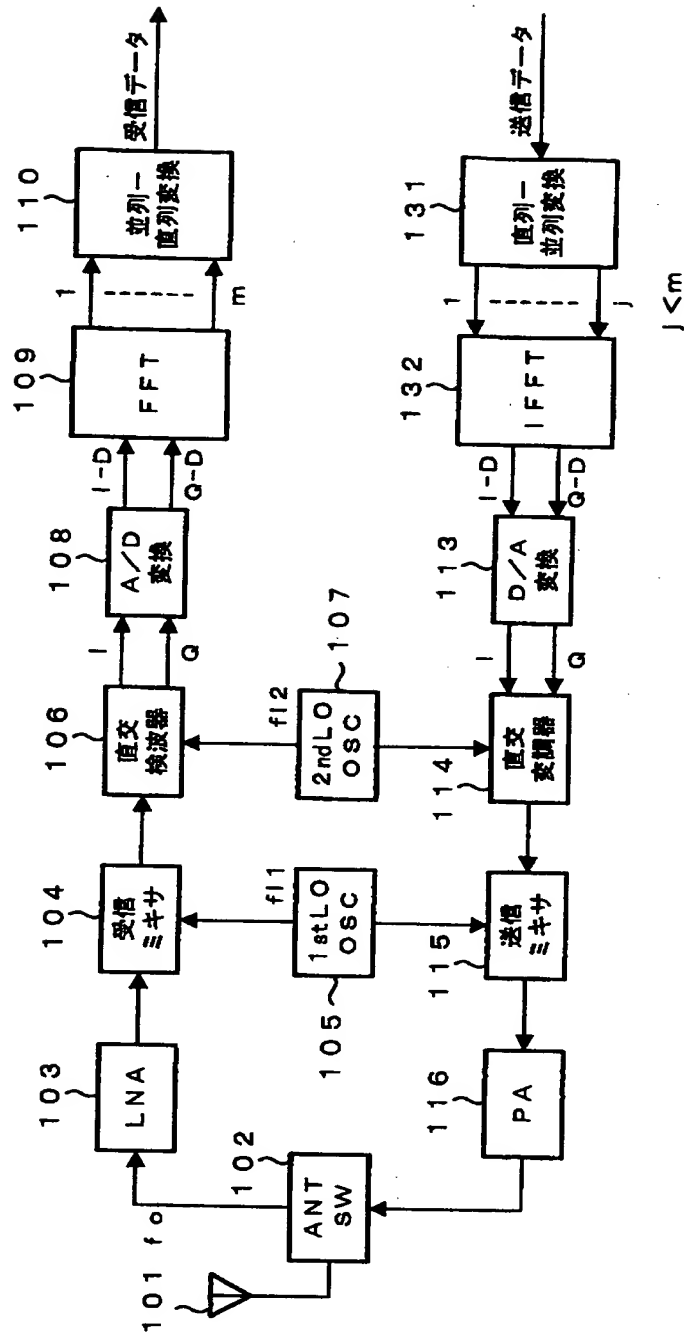 101
f o
102
ANT
SW
103
LNA
104
受信
ミキサ
fl1
1stLO
OSC
105
106
直交
検波器
fl2
2ndLO
OSC
107
I
Q
108
A/D
変換
I-D
Q-D
109
FFT
1
m
110
並列ー
直列変換
受信データ
送信データ
131
直列ー
並列変換
1
j
j<m
132
IFFT
I-D
Q-D
113
D/A
変換
I
Q
114
直交
変調器
115
送信
ミキサ
116
PA